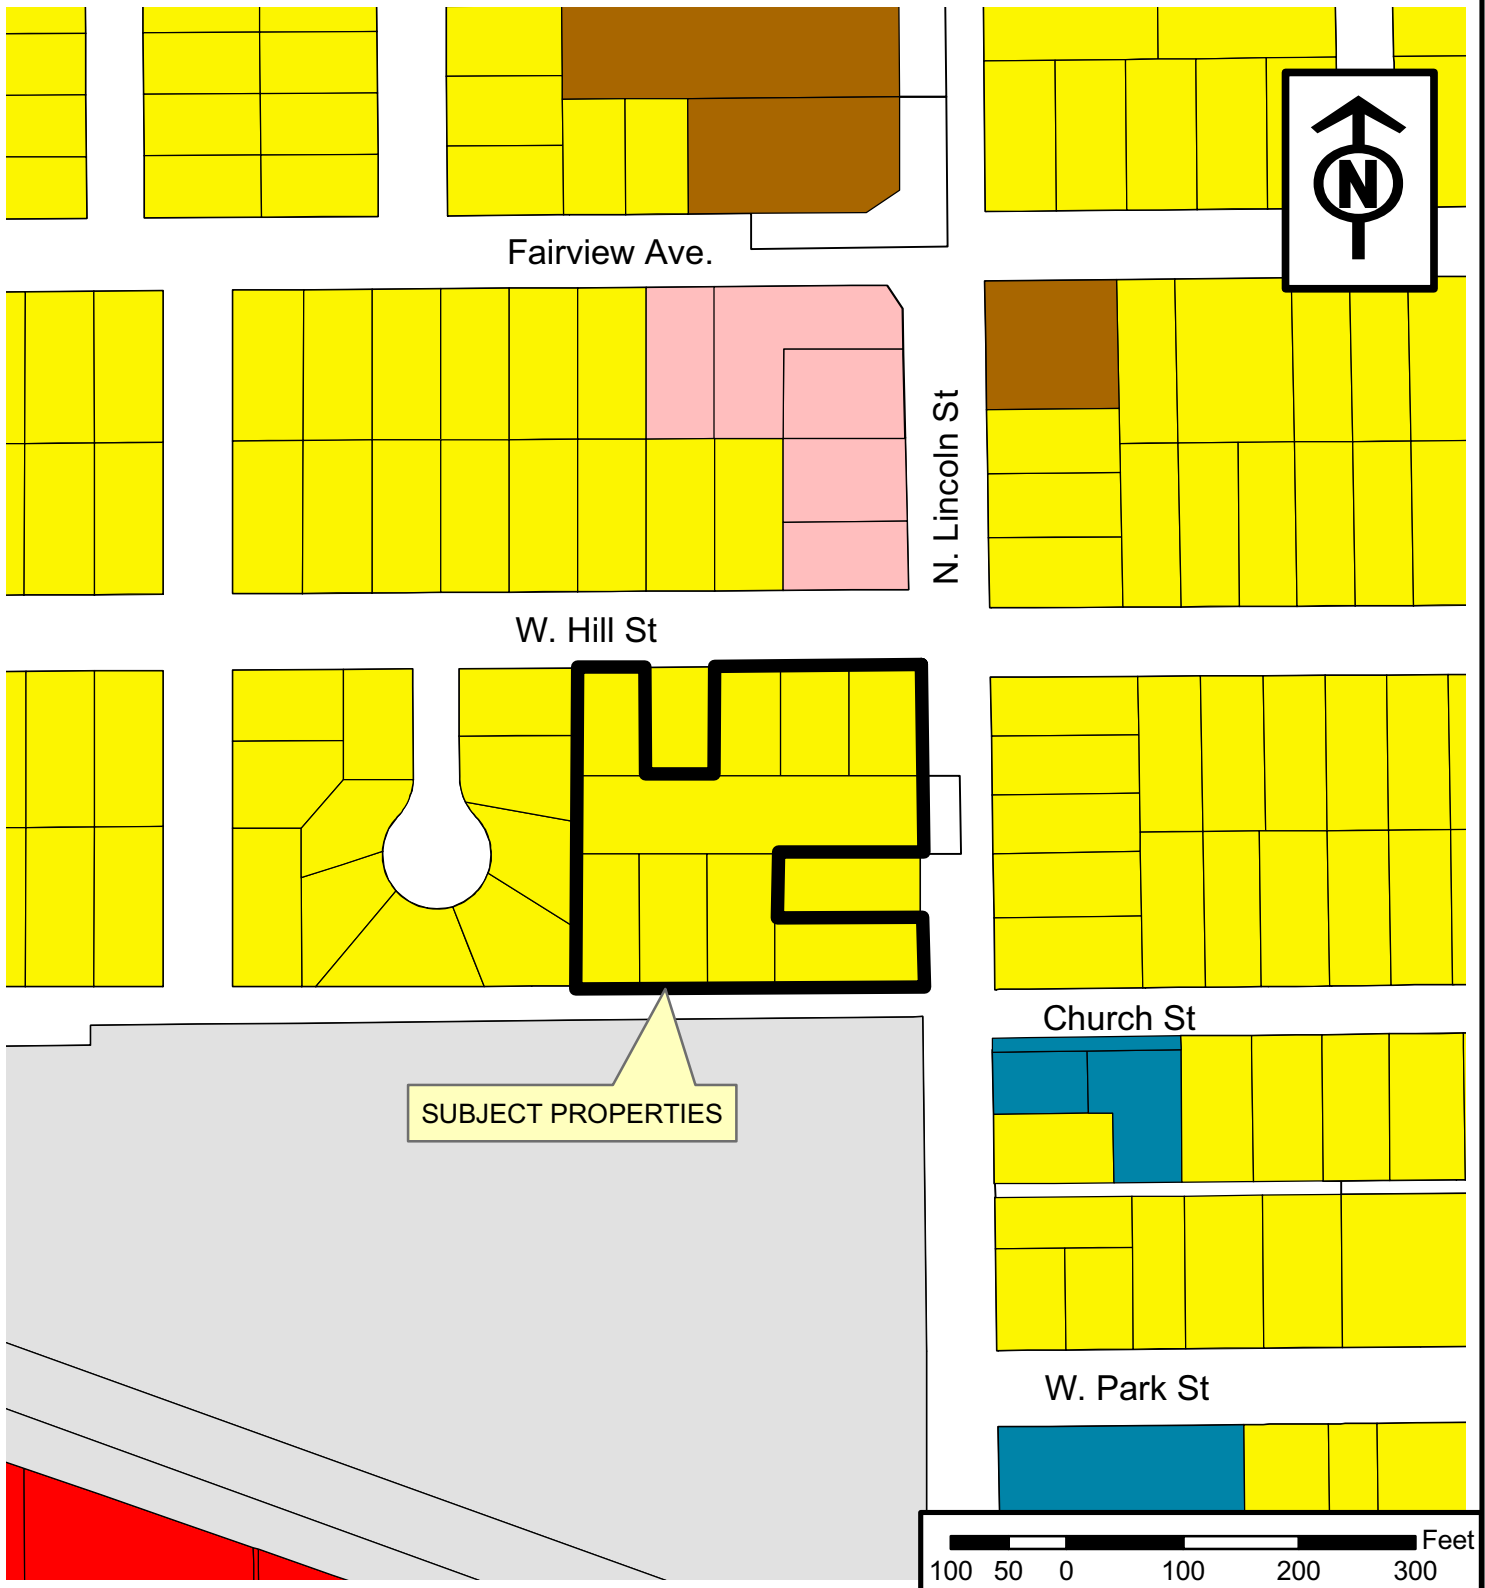 N
Fairview Ave.
N. Lincoln St
W. Hill St
Church St
SUBJECT PROPERTIES
W. Park St
Feet
100 50 0 100 200 300